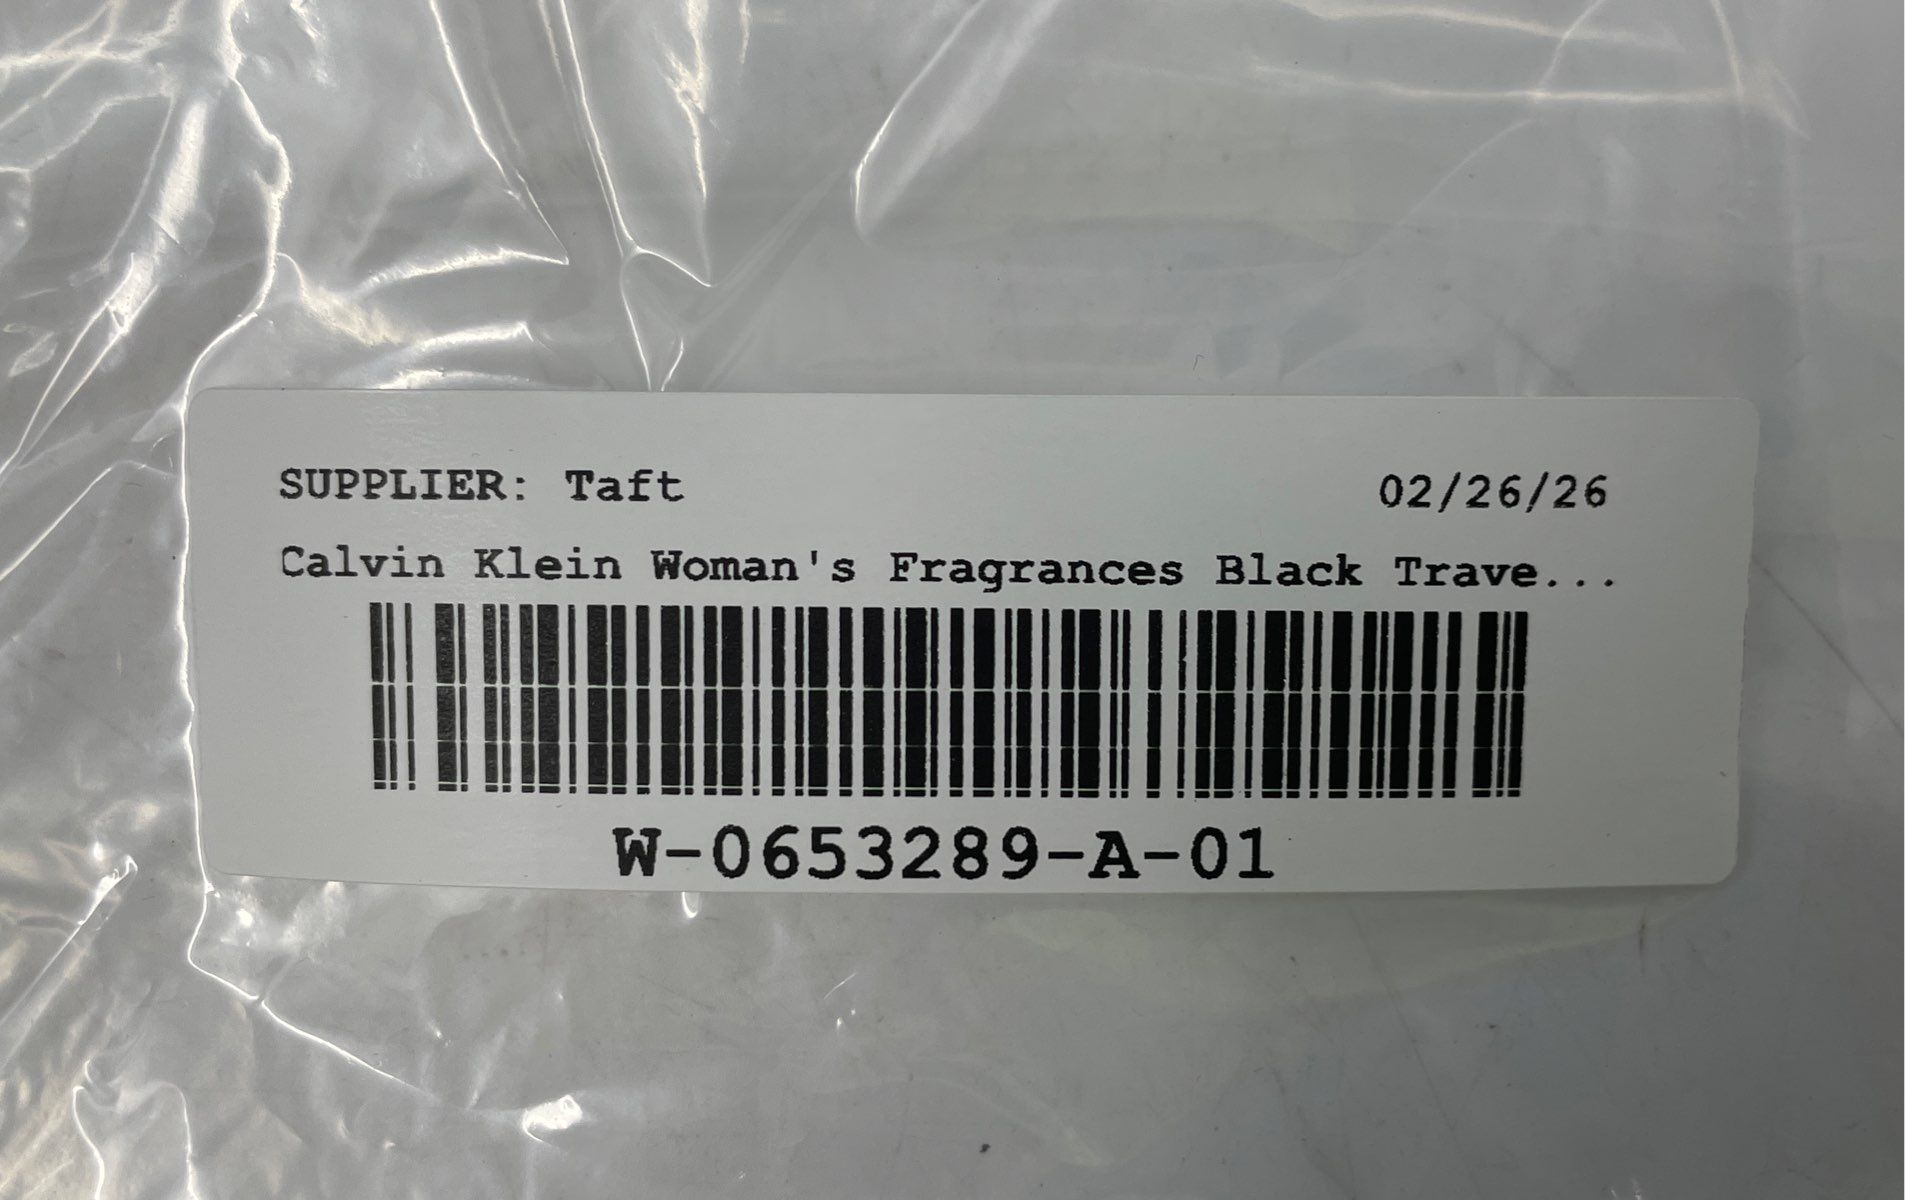 SUPPLIER: Taft 02/26/26
Calvin Klein Woman's Fragrances Black Trave...
W-0653289-A-01